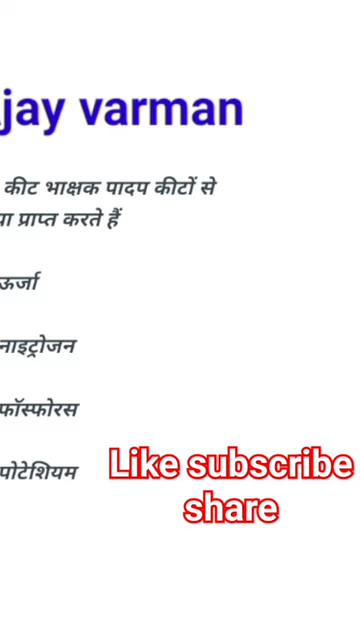 jay varman
कीट भाक्षक पादप कीटों से
प्राप्त करते हैं
ऊर्जा
नाइट्रोजन
फॉस्फोरस
पोटेशियम
Like subscribe
share